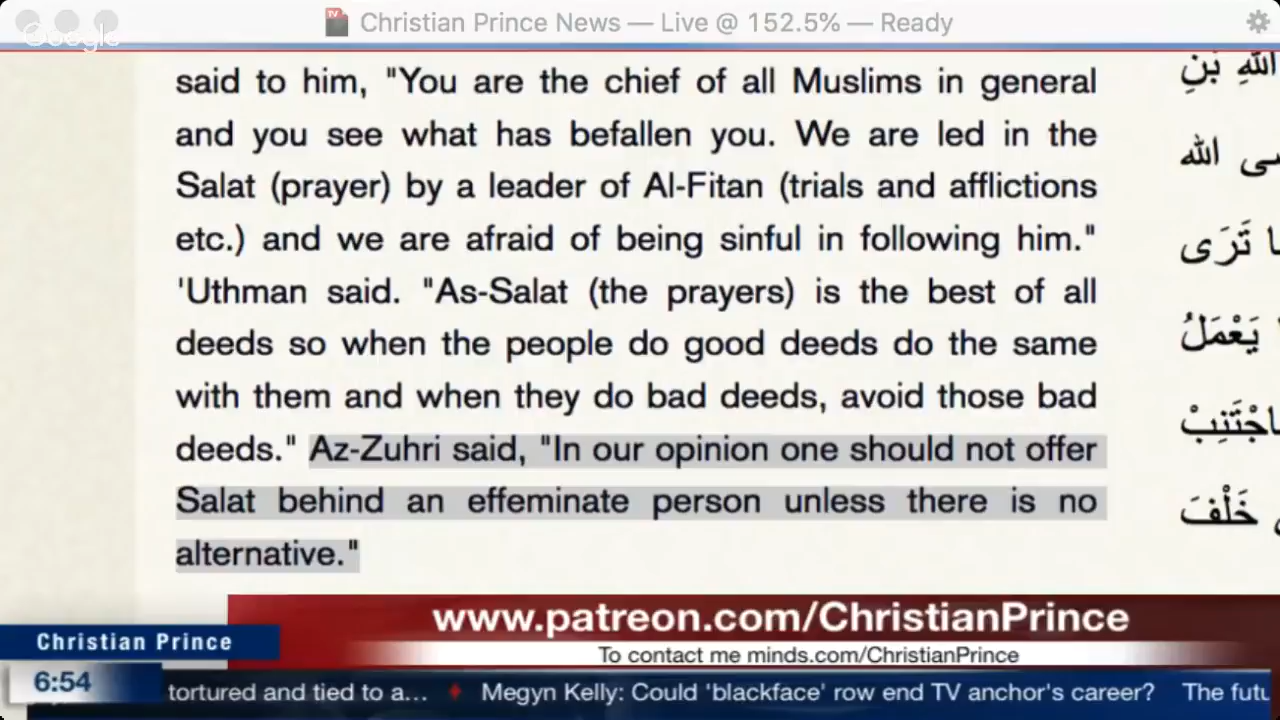 Google
Christian Prince News — Live @ 152.5% — Ready
said to him, "You are the chief of all Muslims in general
and you see what has befallen you. We are led in the
Salat (prayer) by a leader of Al-Fitan (trials and afflictions
etc.) and we are afraid of being sinful in following him."
'Uthman said. "As-Salat (the prayers) is the best of all
deeds so when the people do good deeds do the same
with them and when they do bad deeds, avoid those bad
deeds." Az-Zuhri said, "In our opinion one should not offer
Salat behind an effeminate person unless there is no
alternative."
اللهِ بْنِ
الله
تَرَى
يَعْمَلُ
خَلْفَ
www.patreon.com/ChristianPrince
To contact me minds.com/ChristianPrince
Christian Prince
6:54
tortured and tied to a... ♦ Megyn Kelly: Could 'blackface' row end TV anchor's career? The